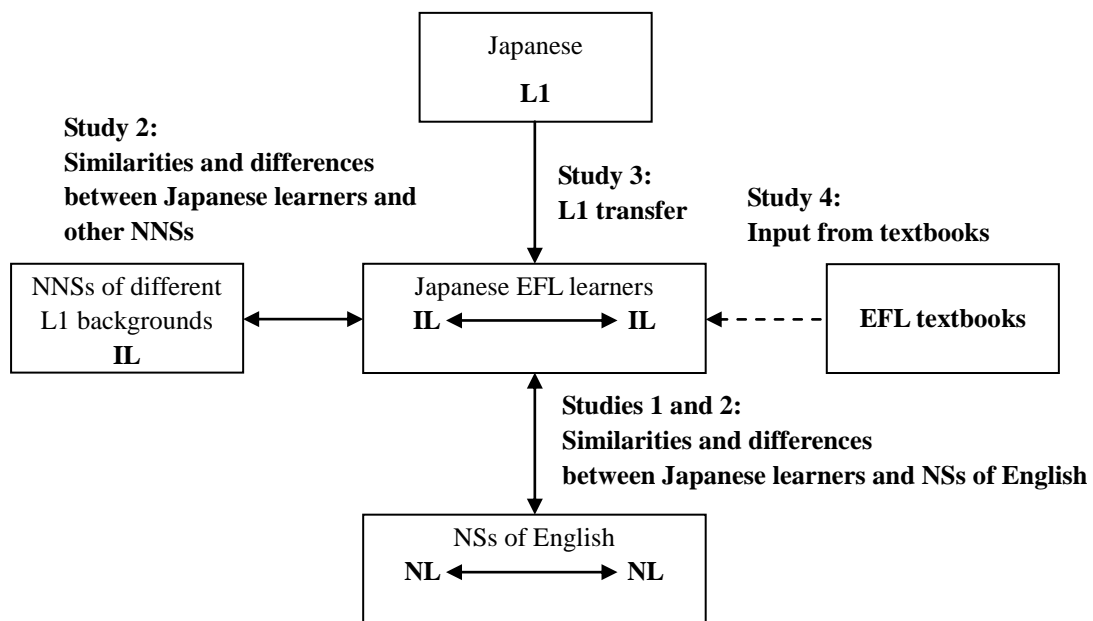 Japanese
L1
Study 2:
Similarities and differences
between Japanese learners and
other NNSs
Study 3:
L1 transfer
Study 4:
Input from textbooks
NNSs of different
L1 backgrounds
IL
Japanese EFL learners
IL IL
EFL textbooks
Studies 1 and 2:
Similarities and differences
between Japanese learners and NSs of English
NSs of English
NL NL